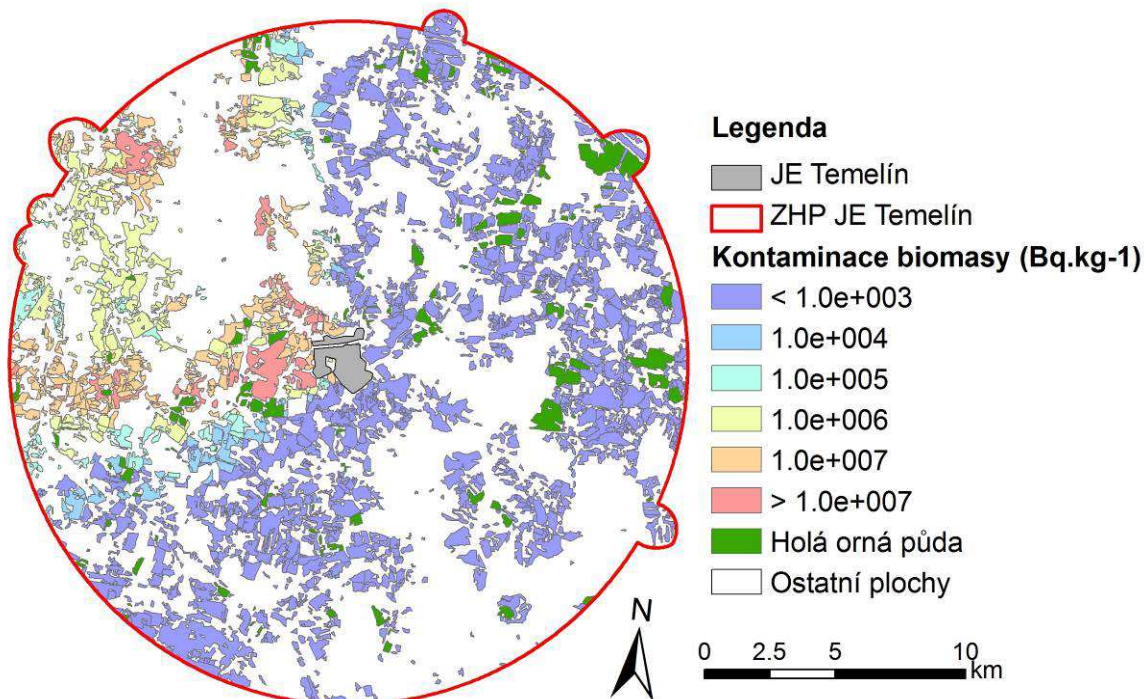 Legenda
JE Temelín
ZHP JE Temelín
Kontaminace biomasy (Bq.kg-1)
< 1.0e+003
1.0e+004
1.0e+005
1.0e+006
1.0e+007
> 1.0e+007
Holá orná půda
Ostatní plochy
N
0 2.5 5 10
km